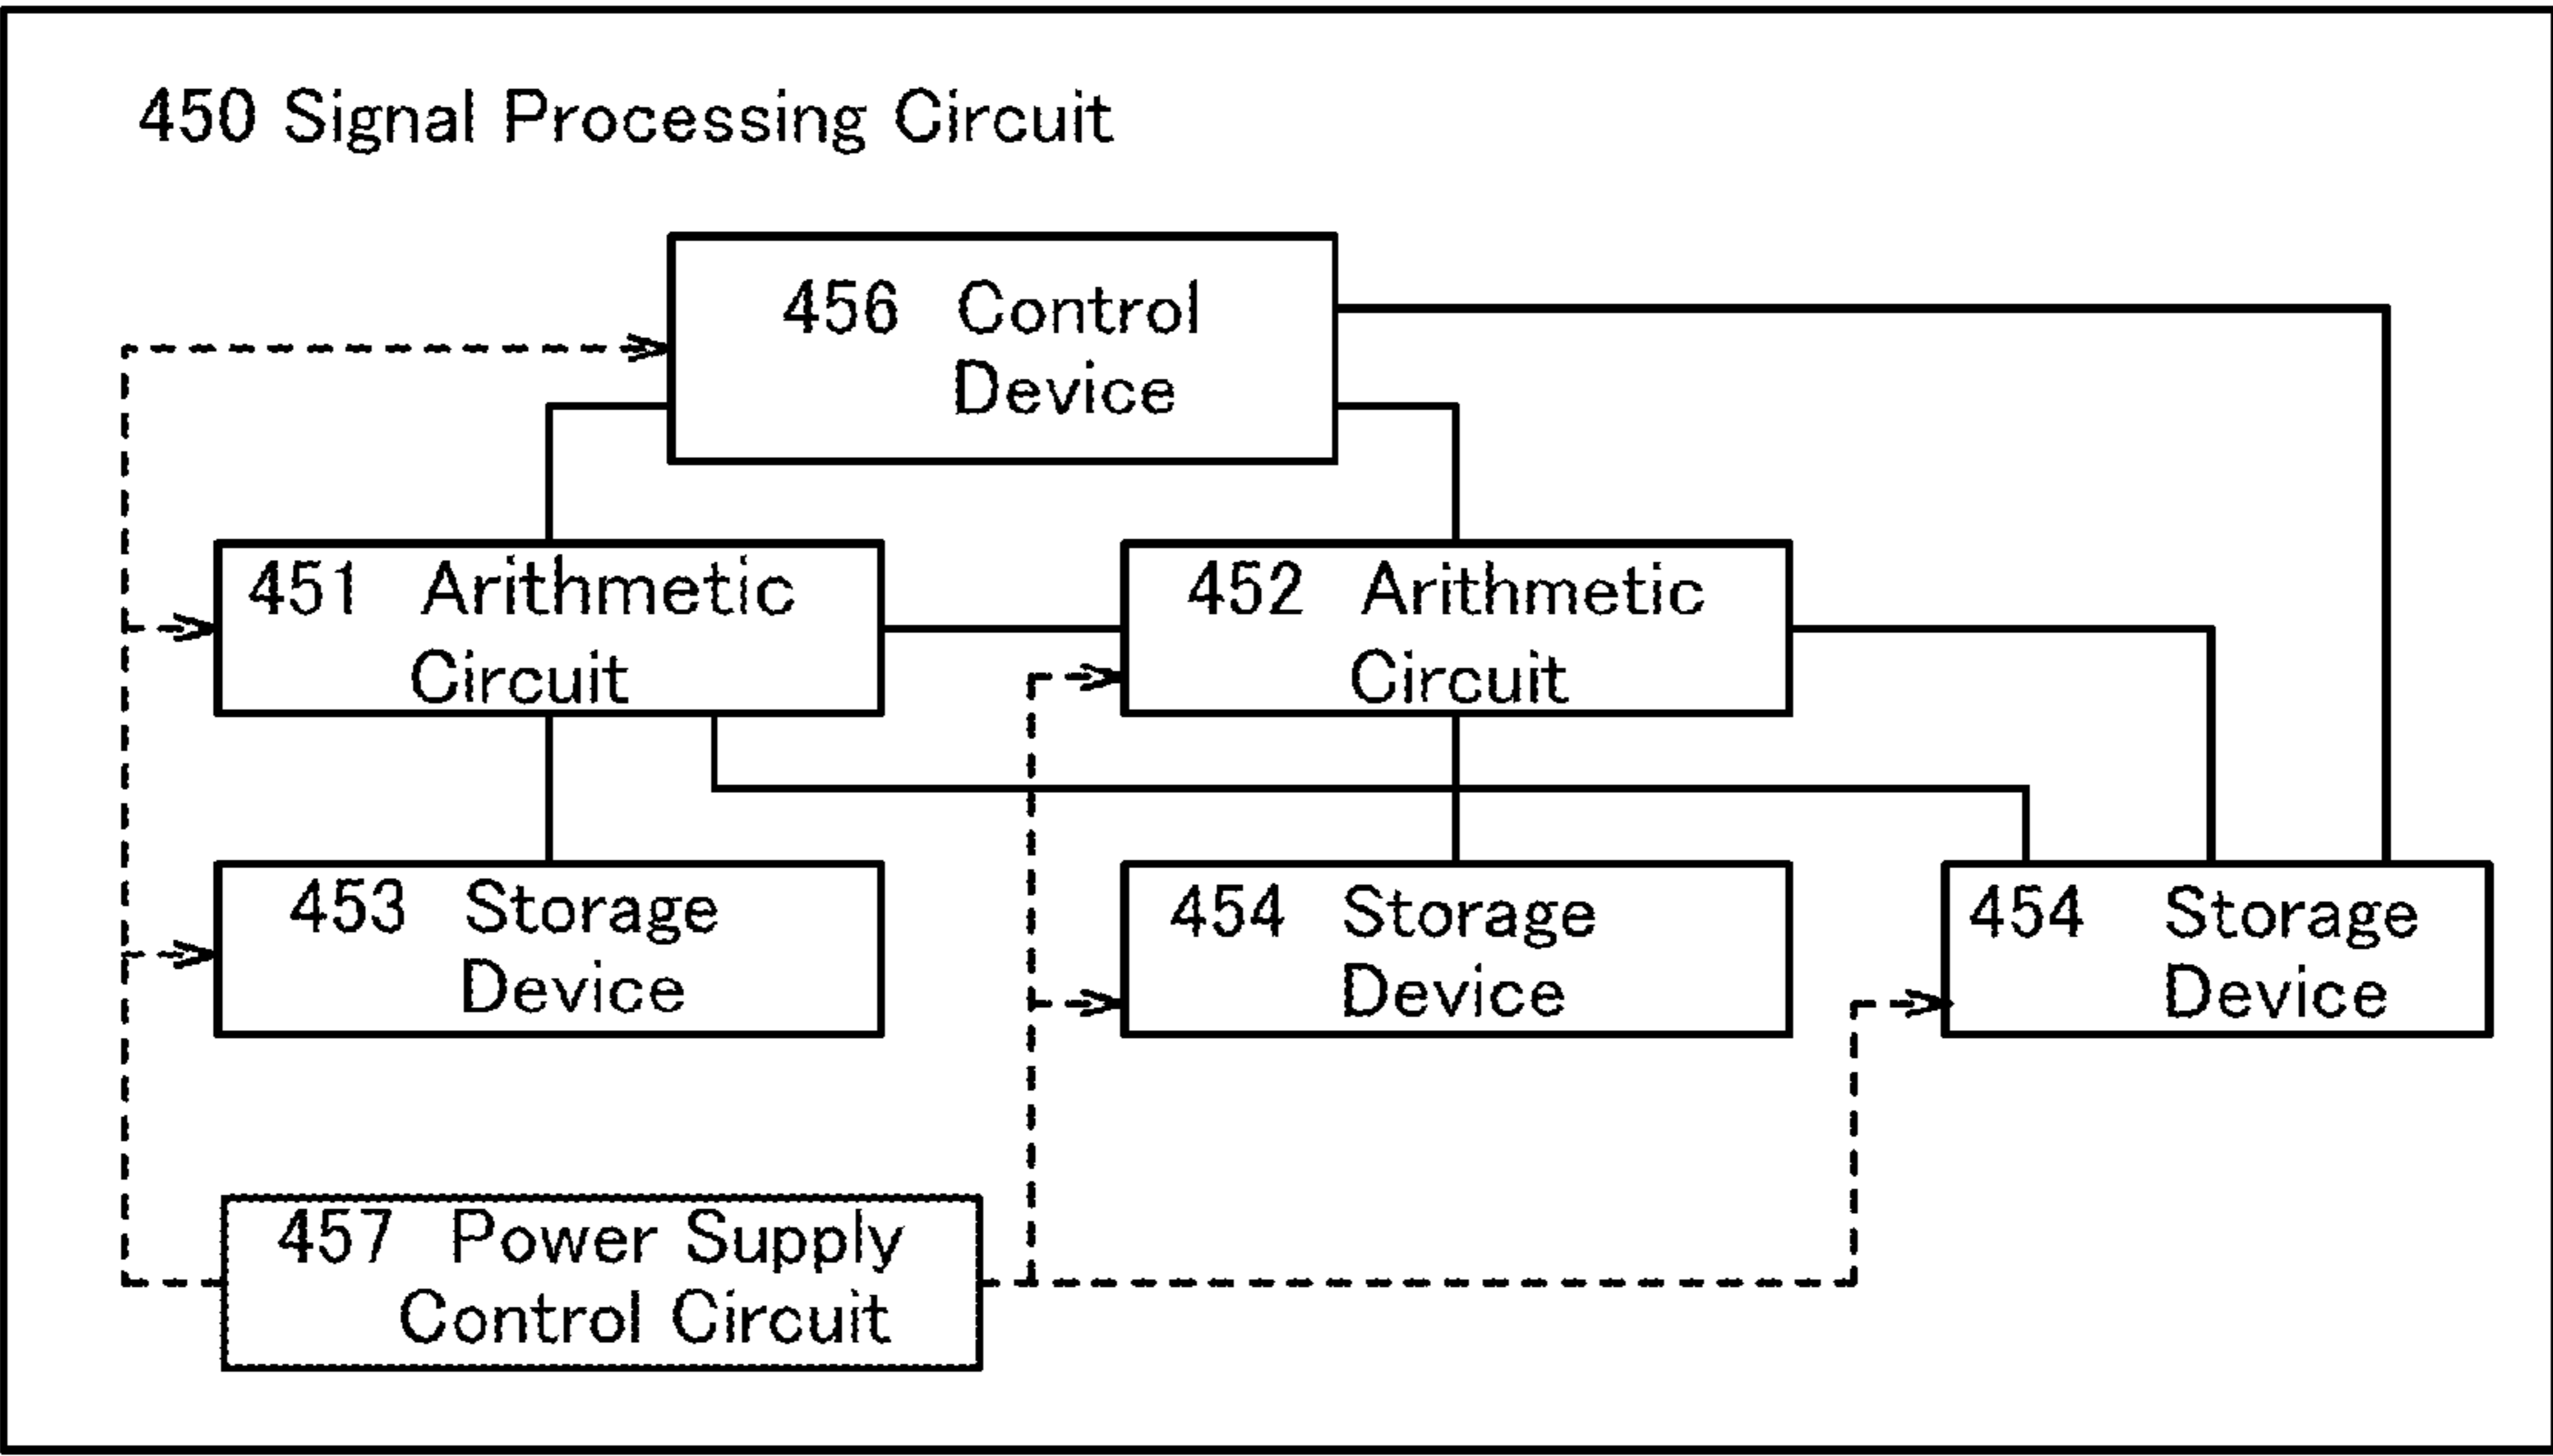 450 Signal Processing Circuit
456 Control
Device
451 Arithmetic
Circuit
452 Arithmetic
Circuit
453 Storage
Device
454 Storage
Device
454 Storage
Device
457 Power Supply
Control Circuit